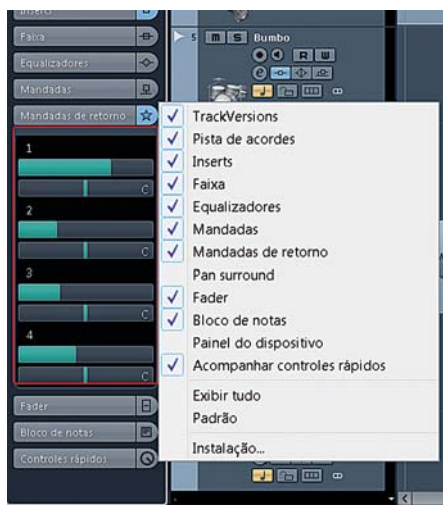 Inserts
Faixa
Equalizadores
Mandadas
Mandadas de retorno
1
C
2
C
3
C
4
C
Fader
Bloco de notas
Controles rápidos
5 m S Bumbo
R W
e
TrackVersions
Pista de acordes
Inserts
Faixa
Equalizadores
Mandadas
Mandadas de retorno
Pan surround
Fader
Bloco de notas
Painel do dispositivo
Acompanhar controles rápidos
Exibir tudo
Padrão
Instalação...